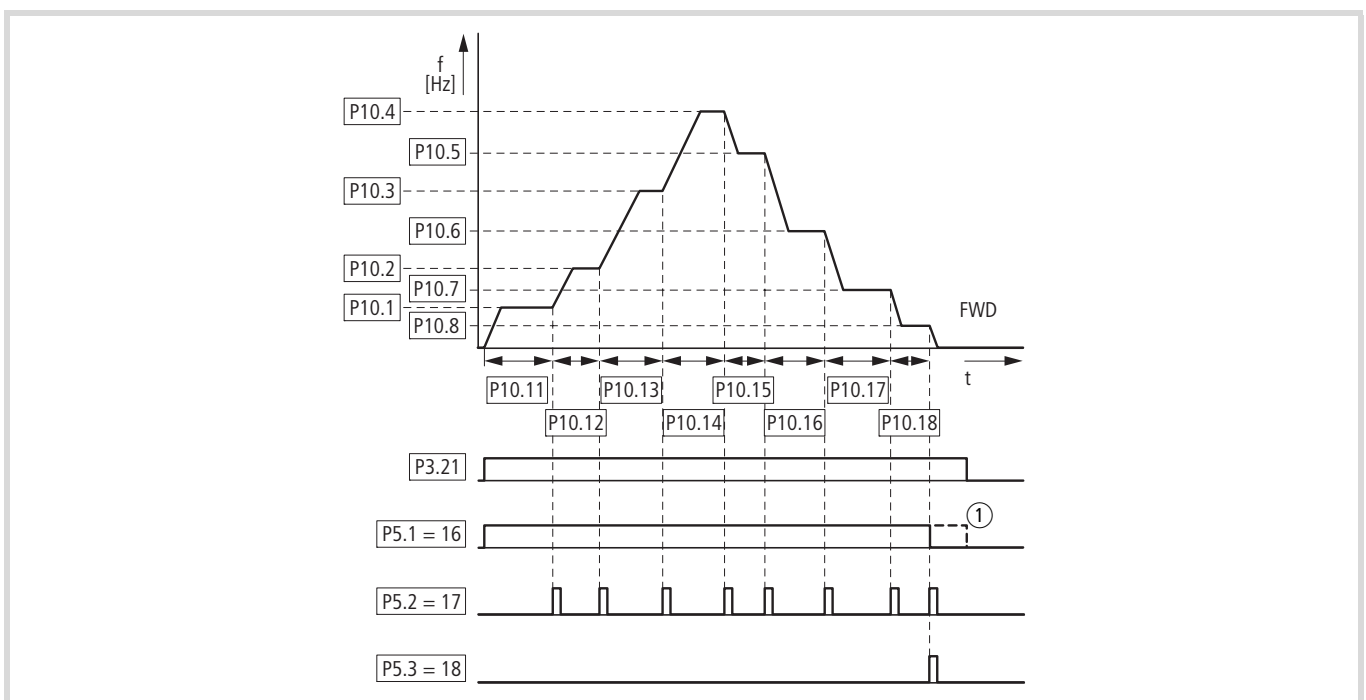 f
[Hz]
P10.4
P10.5
P10.3
P10.6
P10.2
P10.7
P10.1
P10.8
FWD
t
P10.11
P10.13
P10.15
P10.17
P10.12
P10.14
P10.16
P10.18
P3.21
P5.1 = 16
①
P5.2 = 17
P5.3 = 18